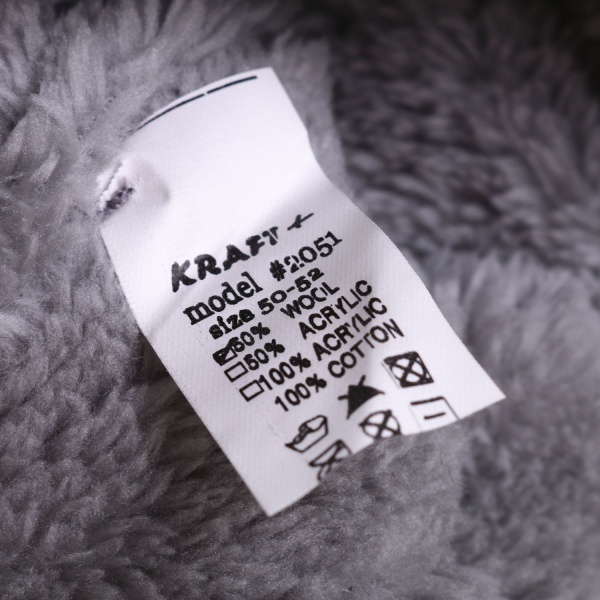 KRAFT
model #2051
size 50-52
50% WOOL
50% ACRYLIC
100% ACRYLIC
100% COTTON